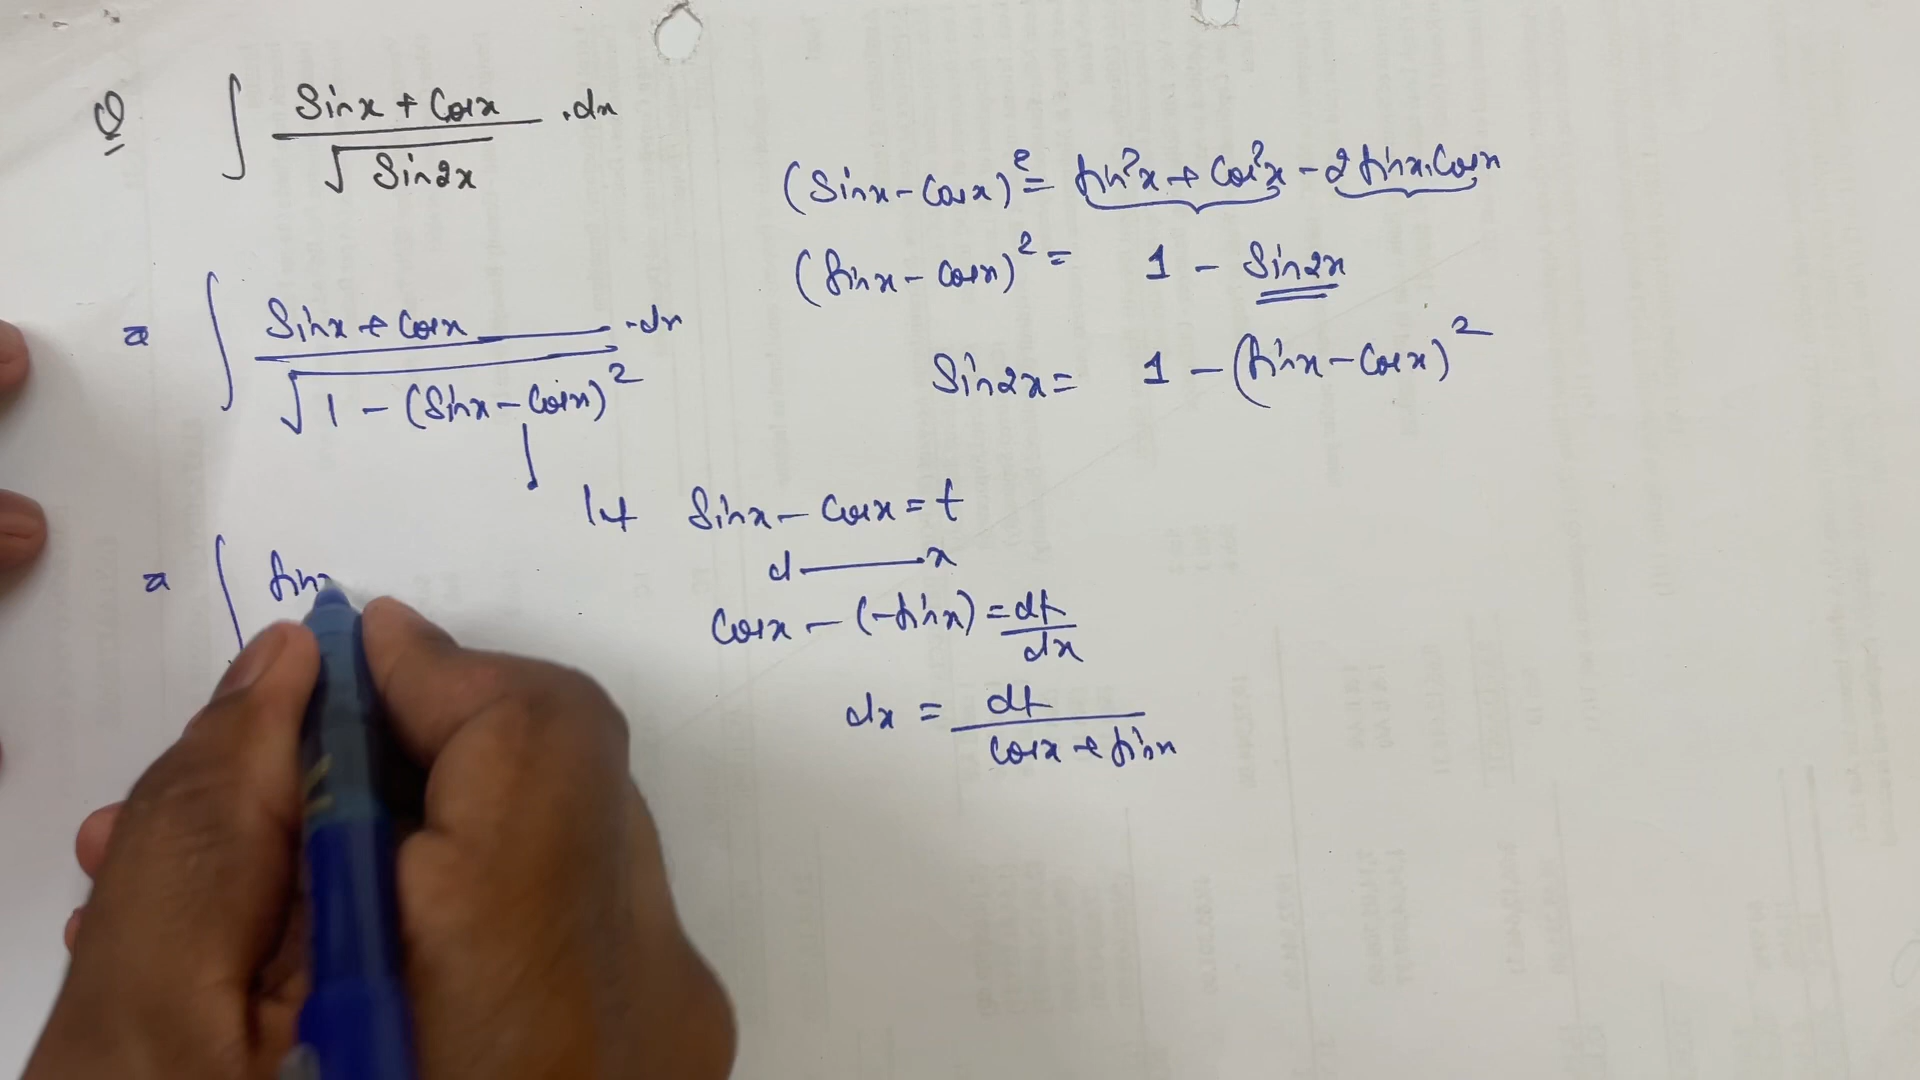 Q ∫ Sinx + Cosx / √Sin2x .dx
= ∫ Sinx + Cosx / √1 - (Sinx - Cosx)² .dx
= ∫ Sinx
(Sinx - Cosx)² = Sin²x + Cos²x - 2 Sinx.Cosx
(Sinx - Cosx)² = 1 - Sin2x
Sin2x = 1 - (Sinx - Cosx)²
let Sinx - Cosx = t
d — x
Cosx - (-Sinx) = dt/dx
dx = dt / Cosx + Sinx